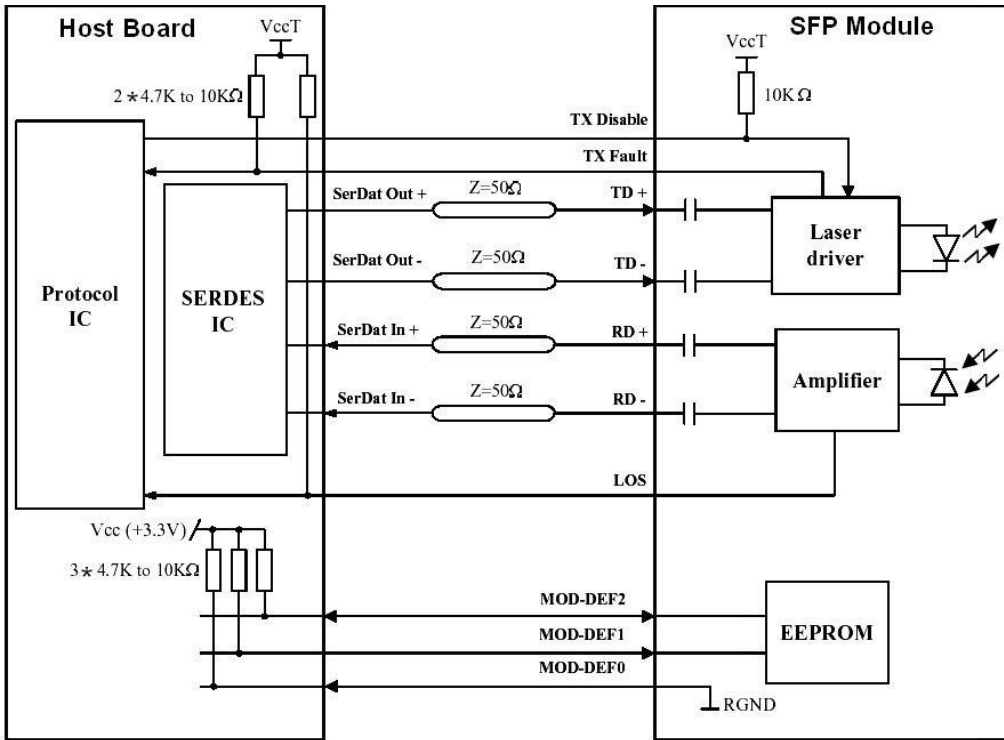 Host Board
SFP Module
VccT
VccT
2*4.7K to 10KΩ
10KΩ
TX Disable
TX Fault
SerDat Out +
Z=50Ω
TD +
Laser
driver
SerDat Out -
Z=50Ω
TD -
Protocol
IC
SERDES
IC
SerDat In +
Z=50Ω
RD +
Amplifier
SerDat In -
Z=50Ω
RD -
LOS
Vcc (+3.3V)
3*4.7K to 10KΩ
MOD-DEF2
MOD-DEF1
EEPROM
MOD-DEF0
RGND